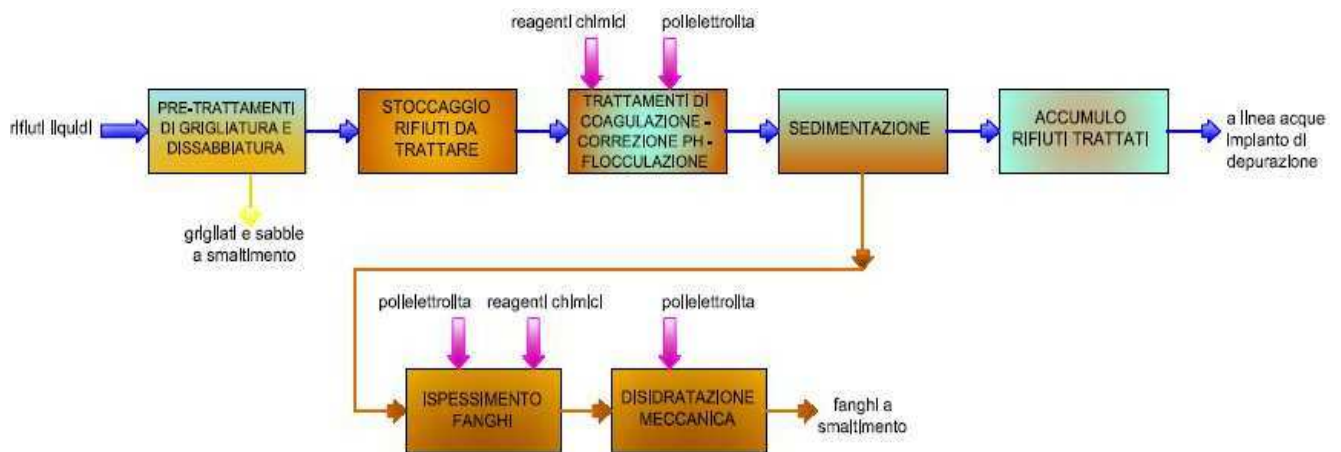 reagenti chimici
polielettrolita
rifiuti liquidi
PRE-TRATTAMENTI
DI GRIGLIATURA E
DISSABBIATURA
STOCCAGGIO
RIFIUTI DA
TRATTARE
TRATTAMENTI DI
COAGULAZIONE -
CORREZIONE PH -
FLOCCULAZIONE
SEDIMENTAZIONE
ACCUMULO
RIFIUTI TRATTATI
a linea acque
impianto di
depurazione
grigliati e sabbie
a smaltimento
polielettrolita
reagenti chimici
polielettrolita
ISPESSIMENTO
FANGHI
DISIDRATAZIONE
MECCANICA
fanghi a
smaltimento